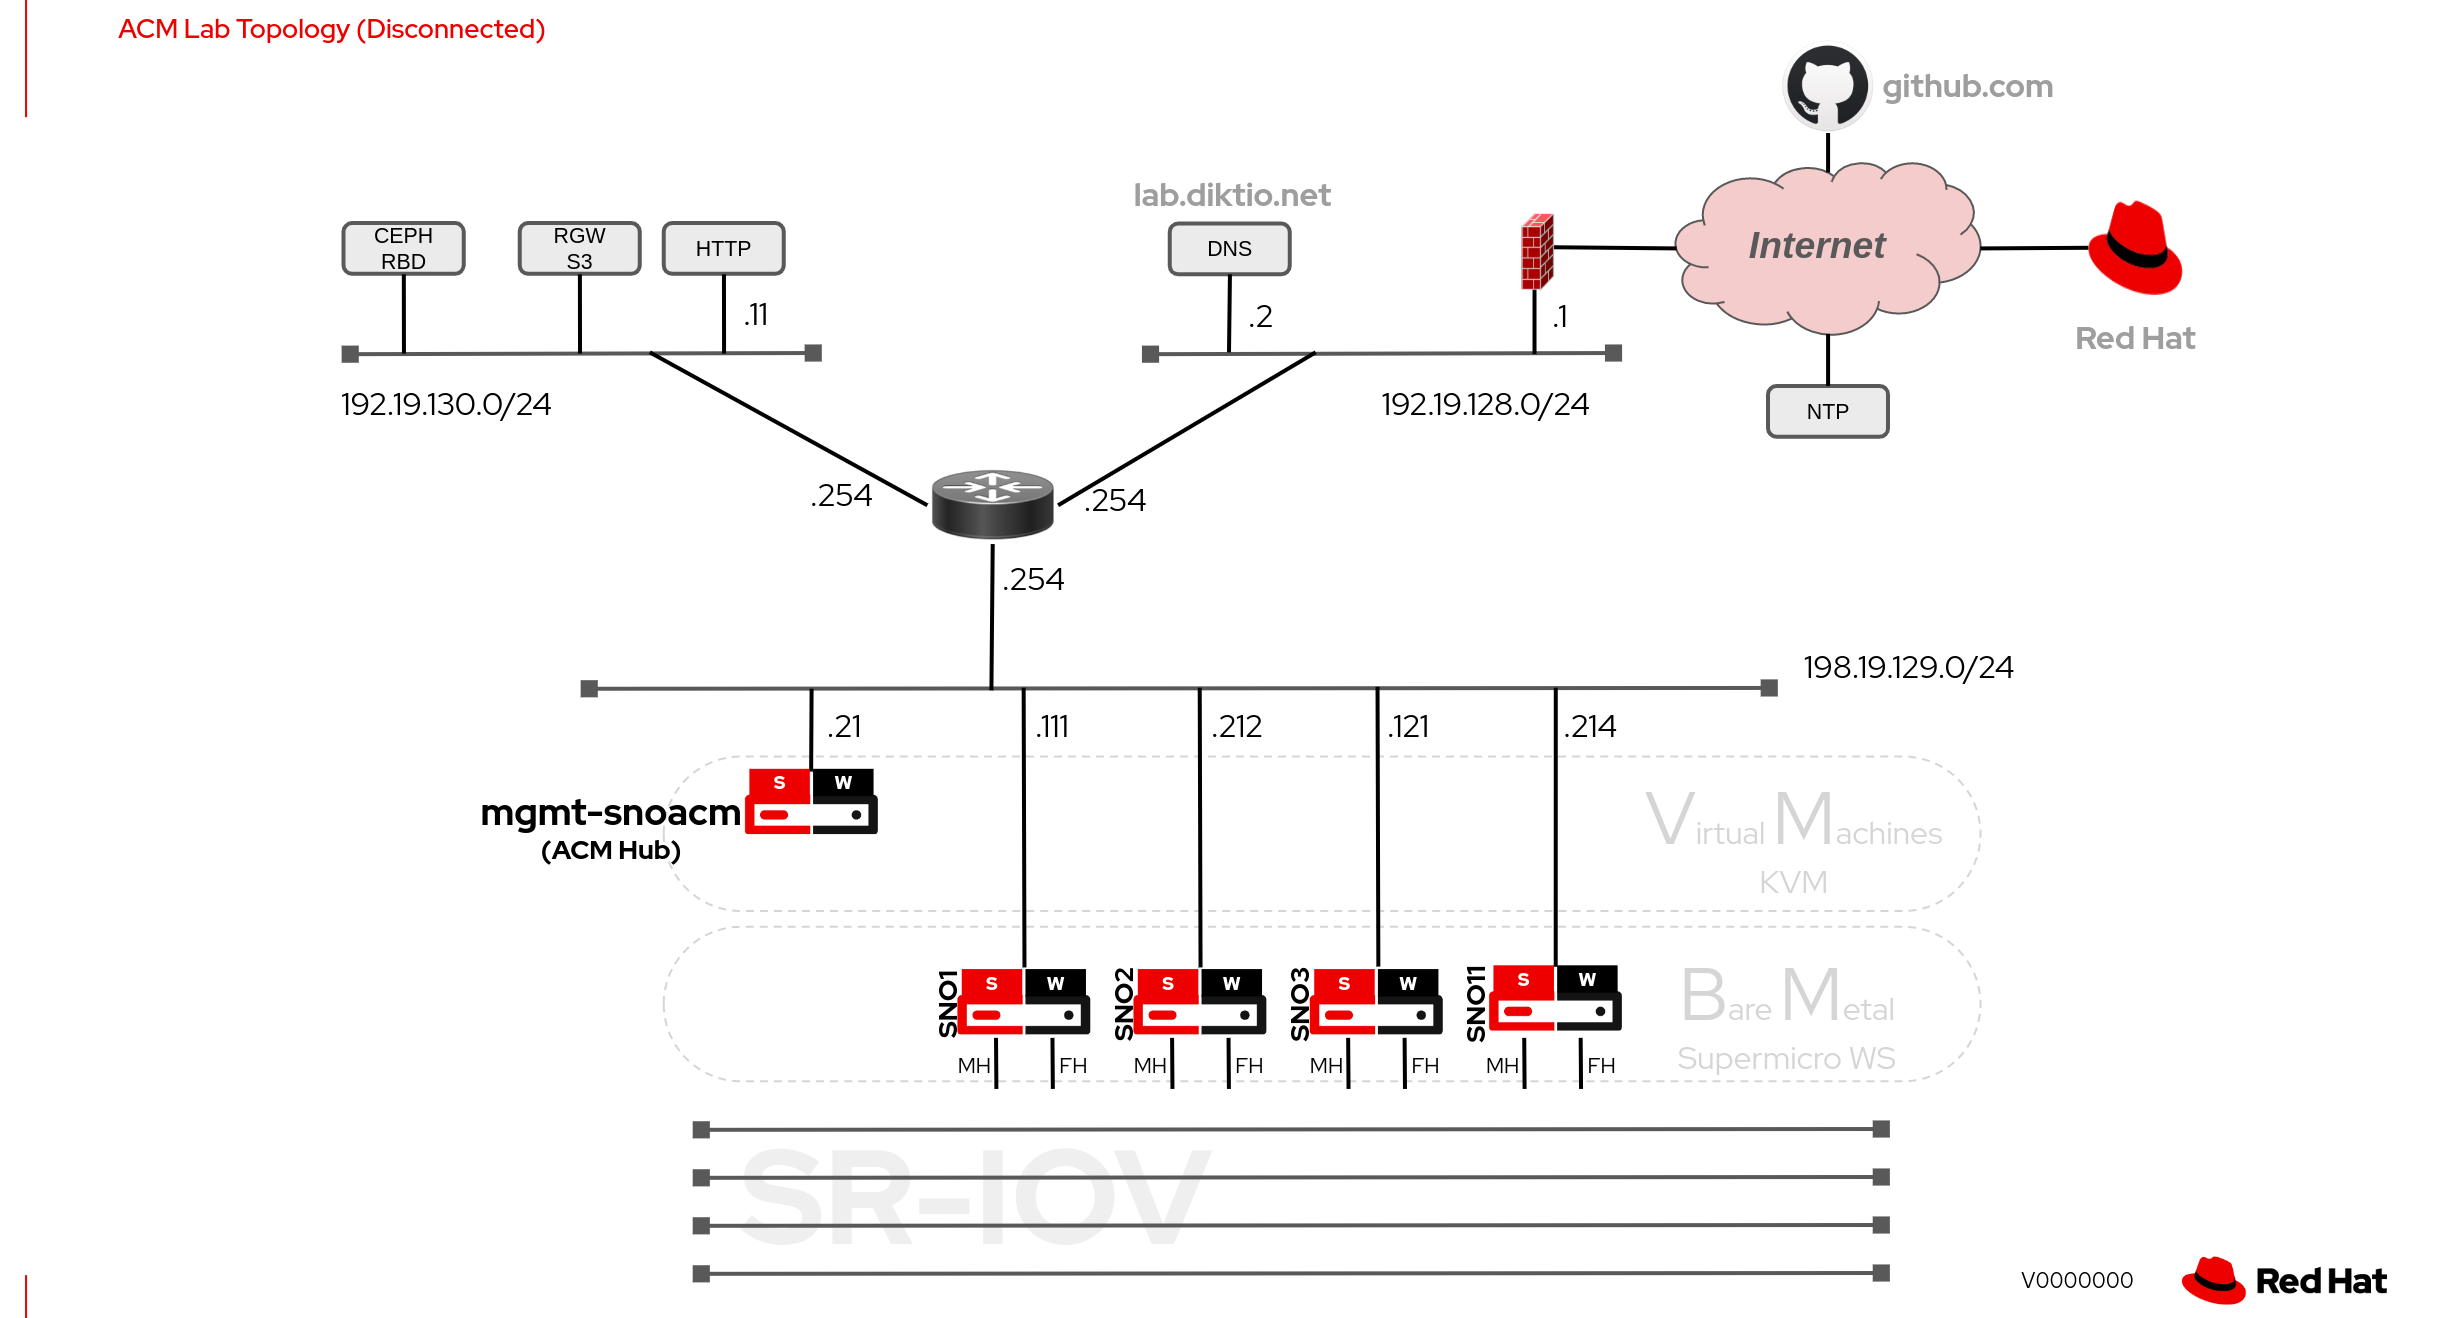 ACM Lab Topology (Disconnected)
github.com
lab.diktio.net
CEPH
RBD
RGW
S3
HTTP
DNS
Internet
.11
.2
.1
Red Hat
192.19.130.0/24
192.19.128.0/24
NTP
.254
.254
.254
198.19.129.0/24
.21
.111
.212
.121
.214
S W
mgmt-snoacm
(ACM Hub)
Virtual Machines
KVM
SNO1
S W
SNO2
S W
SNO3
S W
SNO11
S W
Bare Metal
Supermicro WS
MH FH
MH FH
MH FH
MH FH
SR-IOV
V0000000
Red Hat